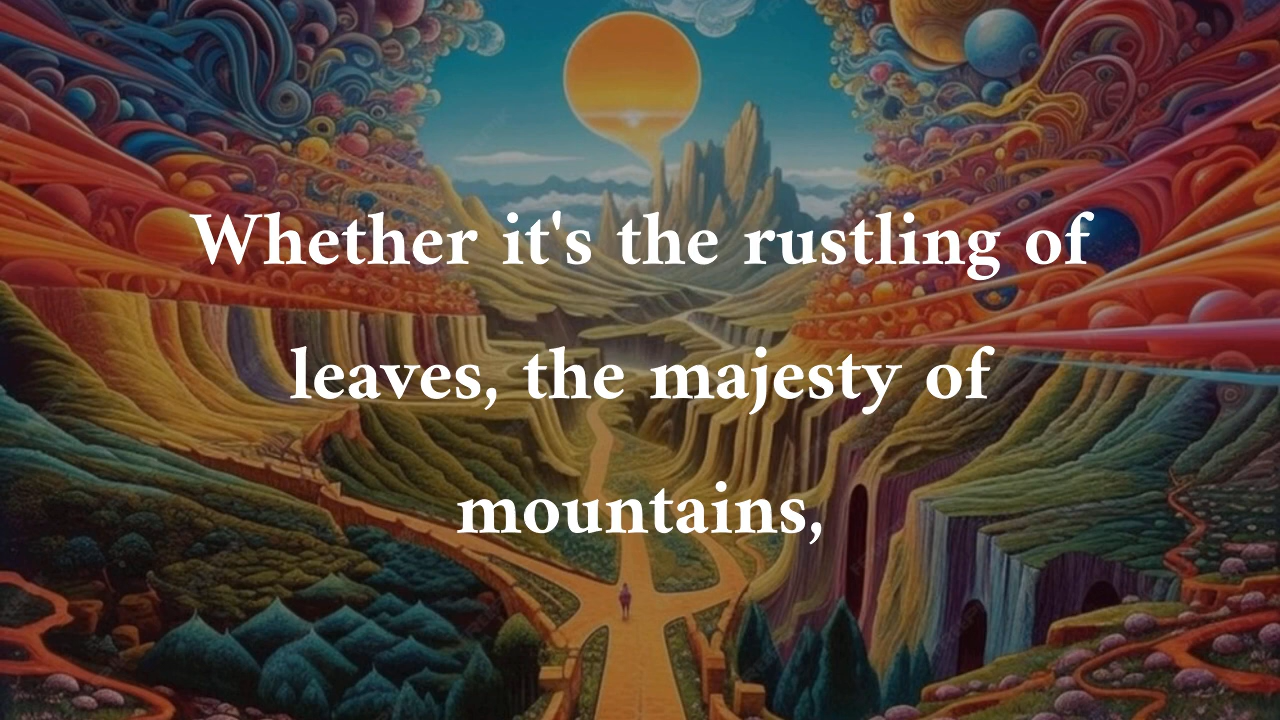 Whether it's the rustling of
leaves, the majesty of
mountains,